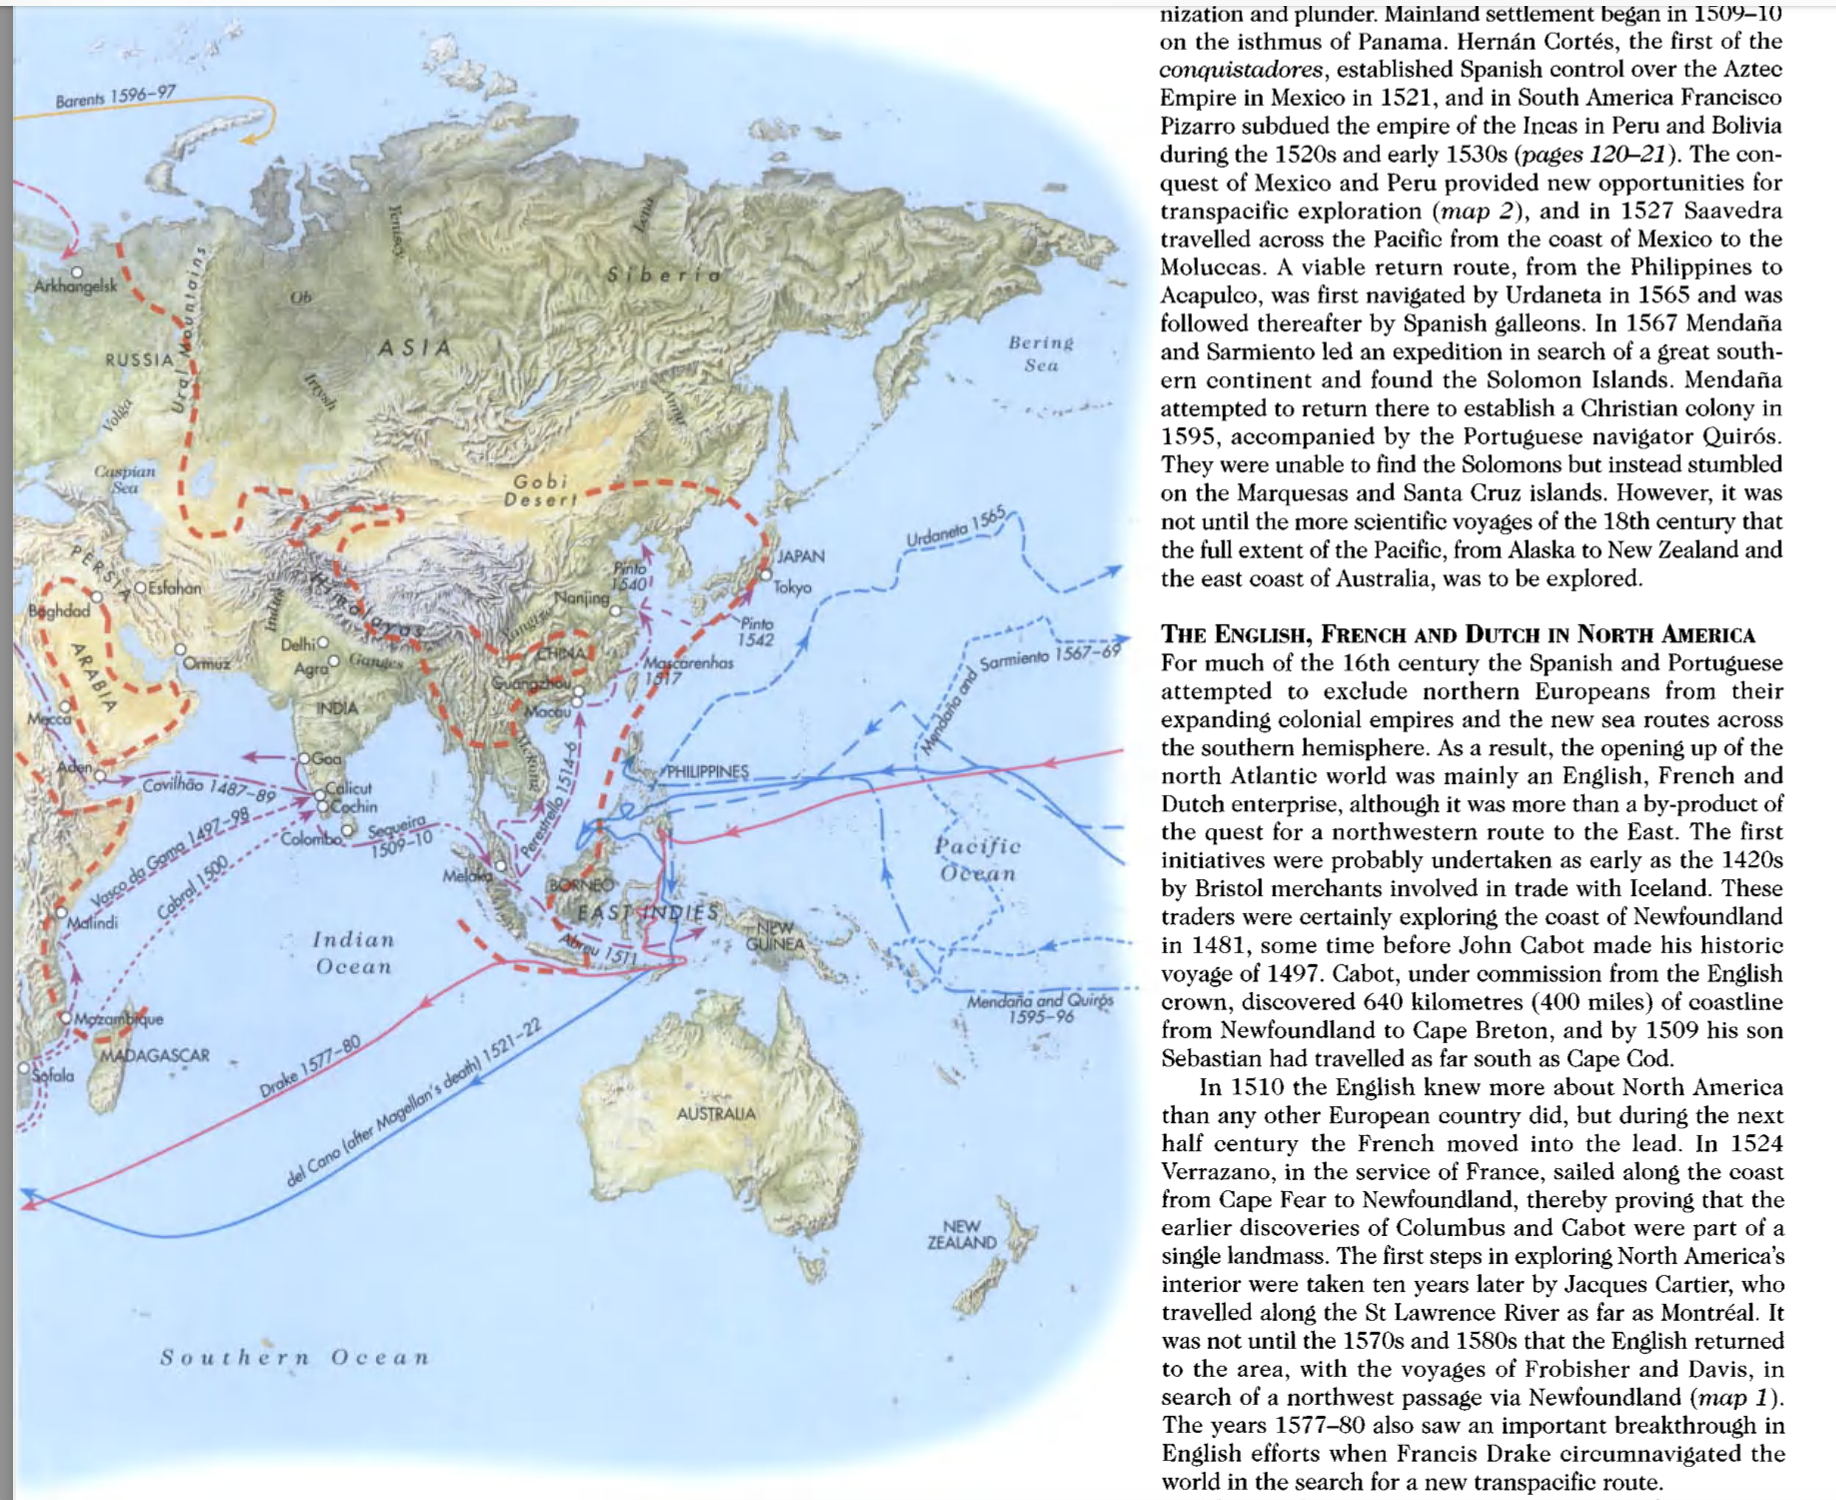 Barents 1596–97
Arkhangelsk
Ural Mountains
RUSSIA
Ob
Yenisey
Lena
Siberia
ASIA
Irtysh
Volga
Amur
Bering
Sea
Caspian
Sea
Gobi
Desert
PERSIA
Esfahan
Baghdad
ARABIA
Ormuz
Mecca
Aden
Indus
Himalayas
Delhi
Agra
Ganges
INDIA
Goa
Calicut
Cochin
Colombo
Pinto
1540
Nanjing
Yangtze
CHINA
Guangzhou
Macau
Mekong
JAPAN
Tokyo
Pinto
1542
Mascarenhas
1517
Urdaneta 1565
Mendaña and
Sarmiento 1567–69
PHILIPPINES
Covilhão 1487–89
Vasco da Gama 1497–98
Cabral 1500
Sequeira
1509–10
Perestrello 1514–6
Melaka
BORNEO
EAST INDIES
Abreu 1511
NEW
GUINEA
Pacific
Ocean
Malindi
Indian
Ocean
Mozambique
MADAGASCAR
Sofala
Mendaña and Quirós
1595–96
Drake 1577–80
del Cano (after Magellan's death) 1521–22
AUSTRALIA
NEW
ZEALAND
Southern Ocean
nization and plunder. Mainland settlement began in 1509–10
on the isthmus of Panama. Hernán Cortés, the first of the
conquistadores, established Spanish control over the Aztec
Empire in Mexico in 1521, and in South America Francisco
Pizarro subdued the empire of the Incas in Peru and Bolivia
during the 1520s and early 1530s (pages 120–21). The con-
quest of Mexico and Peru provided new opportunities for
transpacific exploration (map 2), and in 1527 Saavedra
travelled across the Pacific from the coast of Mexico to the
Moluccas. A viable return route, from the Philippines to
Acapulco, was first navigated by Urdaneta in 1565 and was
followed thereafter by Spanish galleons. In 1567 Mendaña
and Sarmiento led an expedition in search of a great south-
ern continent and found the Solomon Islands. Mendaña
attempted to return there to establish a Christian colony in
1595, accompanied by the Portuguese navigator Quirós.
They were unable to find the Solomons but instead stumbled
on the Marquesas and Santa Cruz islands. However, it was
not until the more scientific voyages of the 18th century that
the full extent of the Pacific, from Alaska to New Zealand and
the east coast of Australia, was to be explored.
THE ENGLISH, FRENCH AND DUTCH IN NORTH AMERICA
For much of the 16th century the Spanish and Portuguese
attempted to exclude northern Europeans from their
expanding colonial empires and the new sea routes across
the southern hemisphere. As a result, the opening up of the
north Atlantic world was mainly an English, French and
Dutch enterprise, although it was more than a by-product of
the quest for a northwestern route to the East. The first
initiatives were probably undertaken as early as the 1420s
by Bristol merchants involved in trade with Iceland. These
traders were certainly exploring the coast of Newfoundland
in 1481, some time before John Cabot made his historic
voyage of 1497. Cabot, under commission from the English
crown, discovered 640 kilometres (400 miles) of coastline
from Newfoundland to Cape Breton, and by 1509 his son
Sebastian had travelled as far south as Cape Cod.
In 1510 the English knew more about North America
than any other European country did, but during the next
half century the French moved into the lead. In 1524
Verrazano, in the service of France, sailed along the coast
from Cape Fear to Newfoundland, thereby proving that the
earlier discoveries of Columbus and Cabot were part of a
single landmass. The first steps in exploring North America's
interior were taken ten years later by Jacques Cartier, who
travelled along the St Lawrence River as far as Montréal. It
was not until the 1570s and 1580s that the English returned
to the area, with the voyages of Frobisher and Davis, in
search of a northwest passage via Newfoundland (map 1).
The years 1577–80 also saw an important breakthrough in
English efforts when Francis Drake circumnavigated the
world in the search for a new transpacific route.